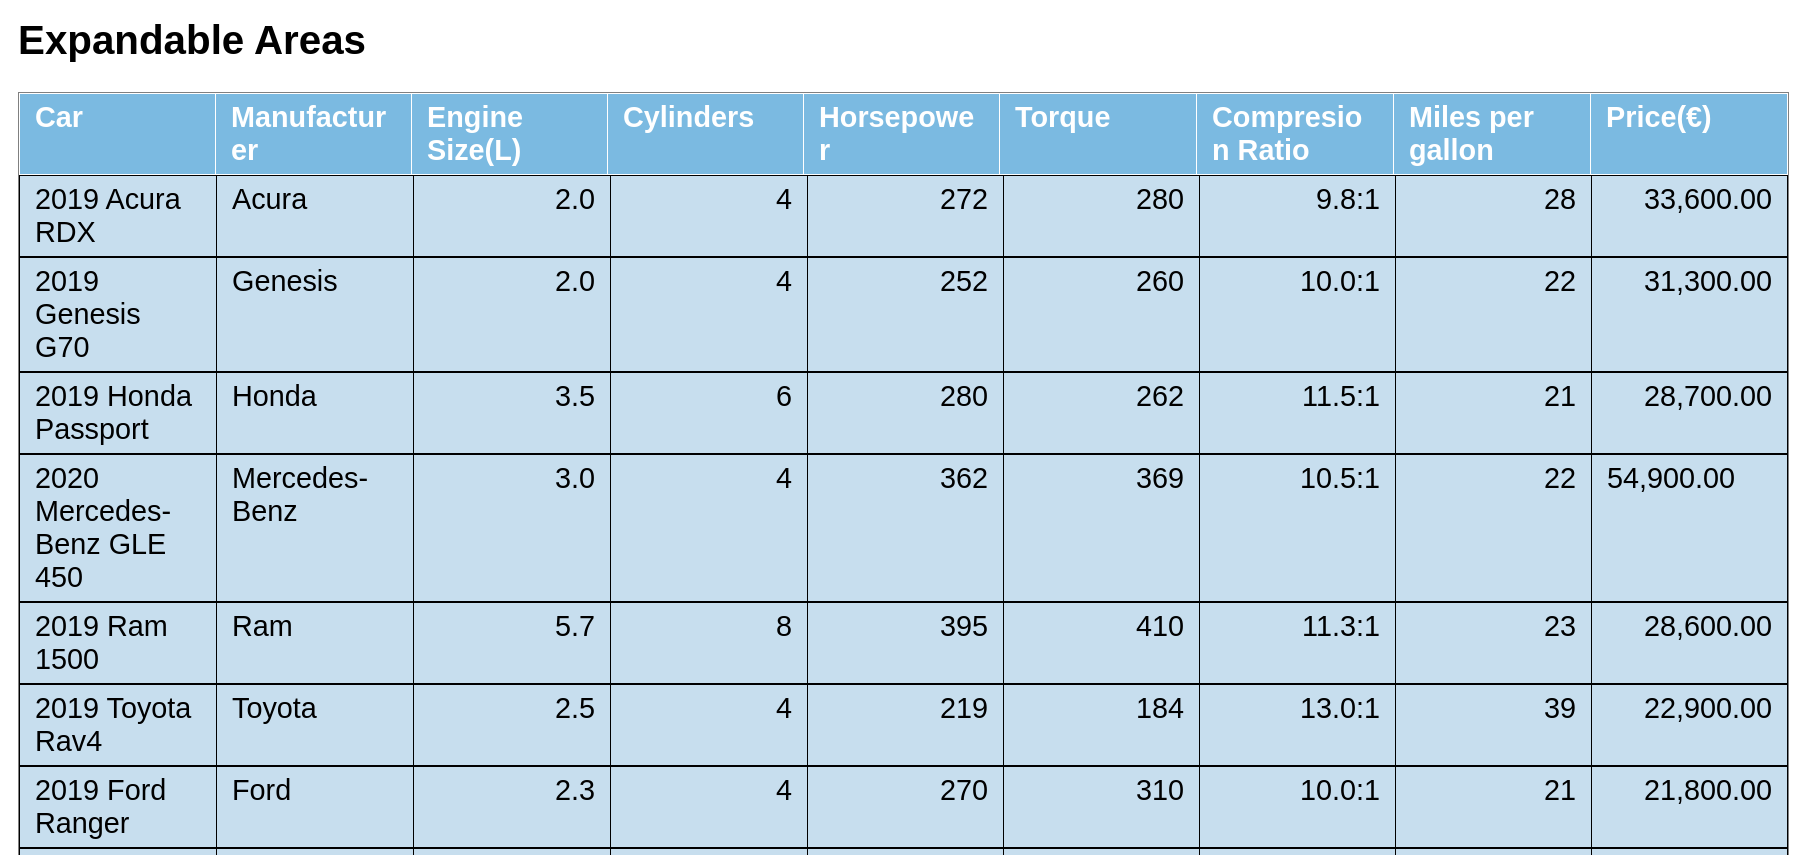 Expandable Areas
Car Manufactur Engine Cylinders Horsepowe Torque Compresio Miles per Price(€)
er Size(L) r n Ratio gallon
2019 Acura Acura 2.0 4 272 280 9.8:1 28 33,600.00
RDX
2019 Genesis 2.0 4 252 260 10.0:1 22 31,300.00
Genesis
G70
2019 Honda Honda 3.5 6 280 262 11.5:1 21 28,700.00
Passport
2020 Mercedes- 3.0 4 362 369 10.5:1 22 54,900.00
Mercedes- Benz
Benz GLE
450
2019 Ram Ram 5.7 8 395 410 11.3:1 23 28,600.00
1500
2019 Toyota Toyota 2.5 4 219 184 13.0:1 39 22,900.00
Rav4
2019 Ford Ford 2.3 4 270 310 10.0:1 21 21,800.00
Ranger